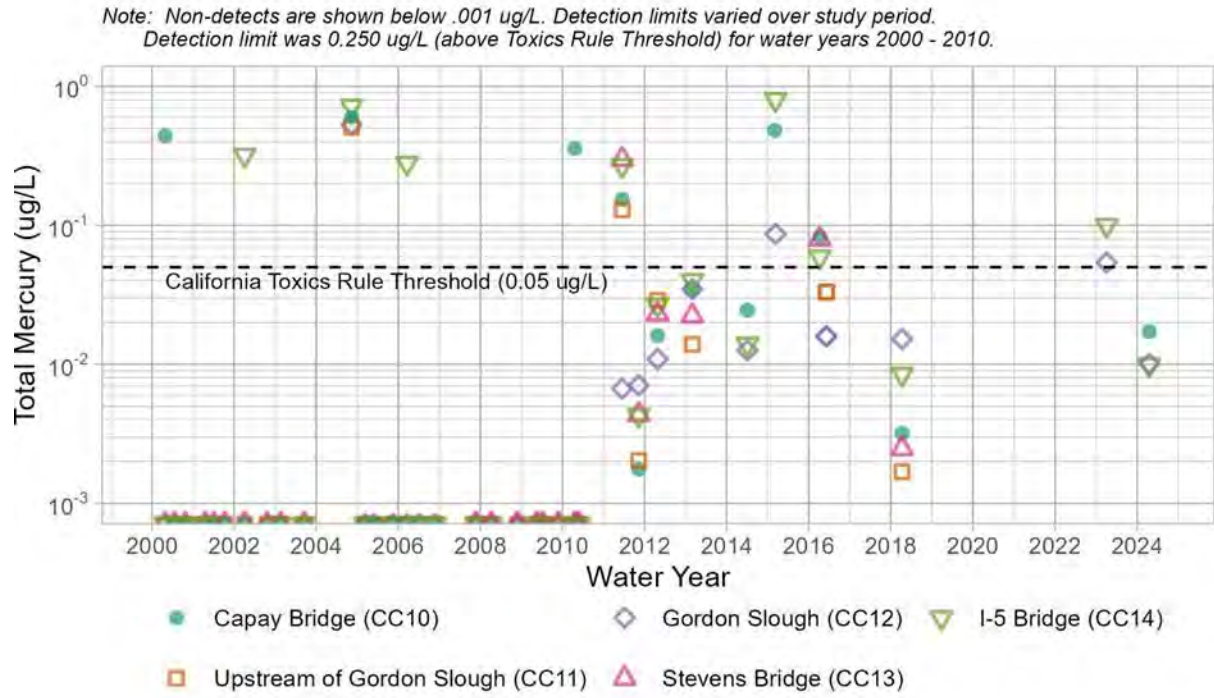 Note: Non-detects are shown below .001 ug/L. Detection limits varied over study period.
Detection limit was 0.250 ug/L (above Toxics Rule Threshold) for water years 2000 - 2010.
Total Mercury (ug/L)
10⁰
10⁻¹
10⁻²
10⁻³
California Toxics Rule Threshold (0.05 ug/L)
2000 2002 2004 2006 2008 2010 2012 2014 2016 2018 2020 2022 2024
Water Year
Capay Bridge (CC10) Gordon Slough (CC12) I-5 Bridge (CC14)
Upstream of Gordon Slough (CC11) Stevens Bridge (CC13)